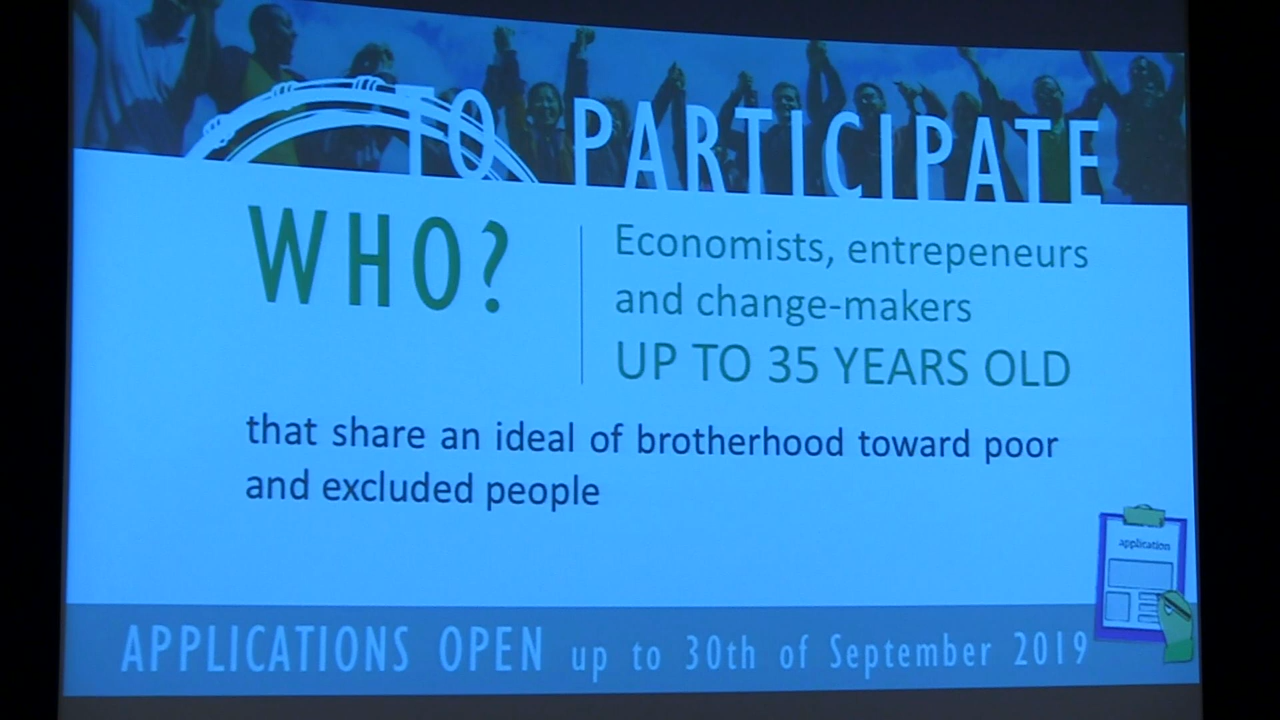 TO PARTICIPATE
WHO?
Economists, entrepeneurs
and change-makers
UP TO 35 YEARS OLD
that share an ideal of brotherhood toward poor
and excluded people
application
APPLICATIONS OPEN up to 30th of September 2019